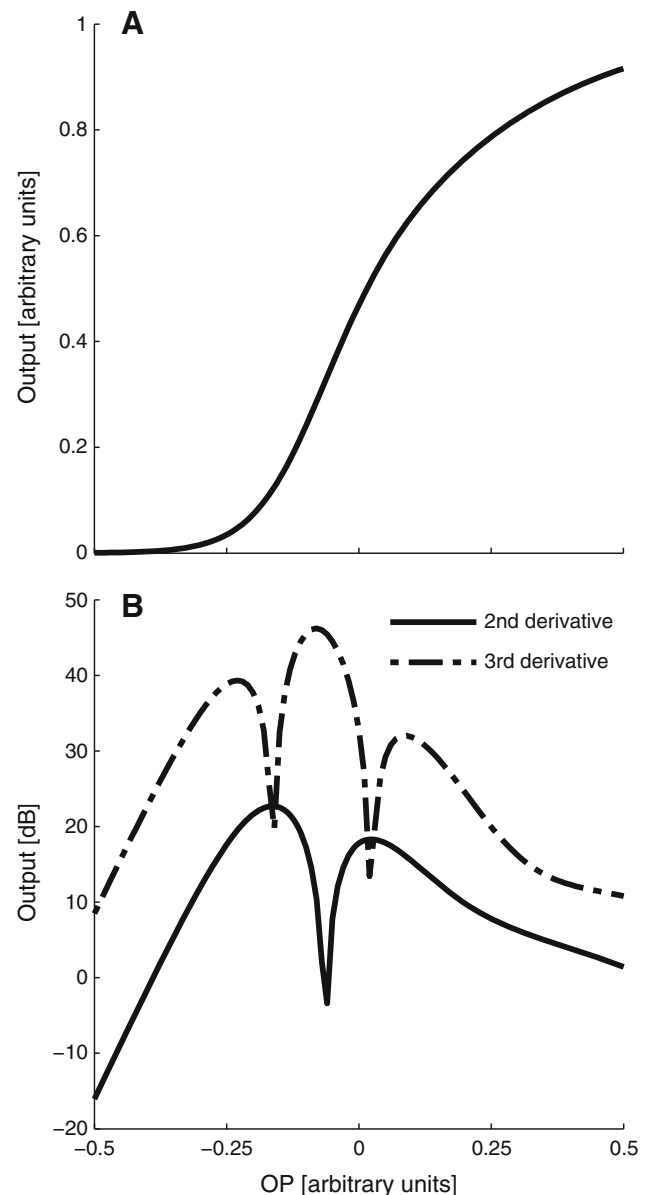 A
1
0.8
0.6
0.4
0.2
0
Output [arbitrary units]
B
50
40
30
20
10
0
−10
−20
Output [dB]
2nd derivative
3rd derivative
−0.5
−0.25
0
0.25
0.5
OP [arbitrary units]